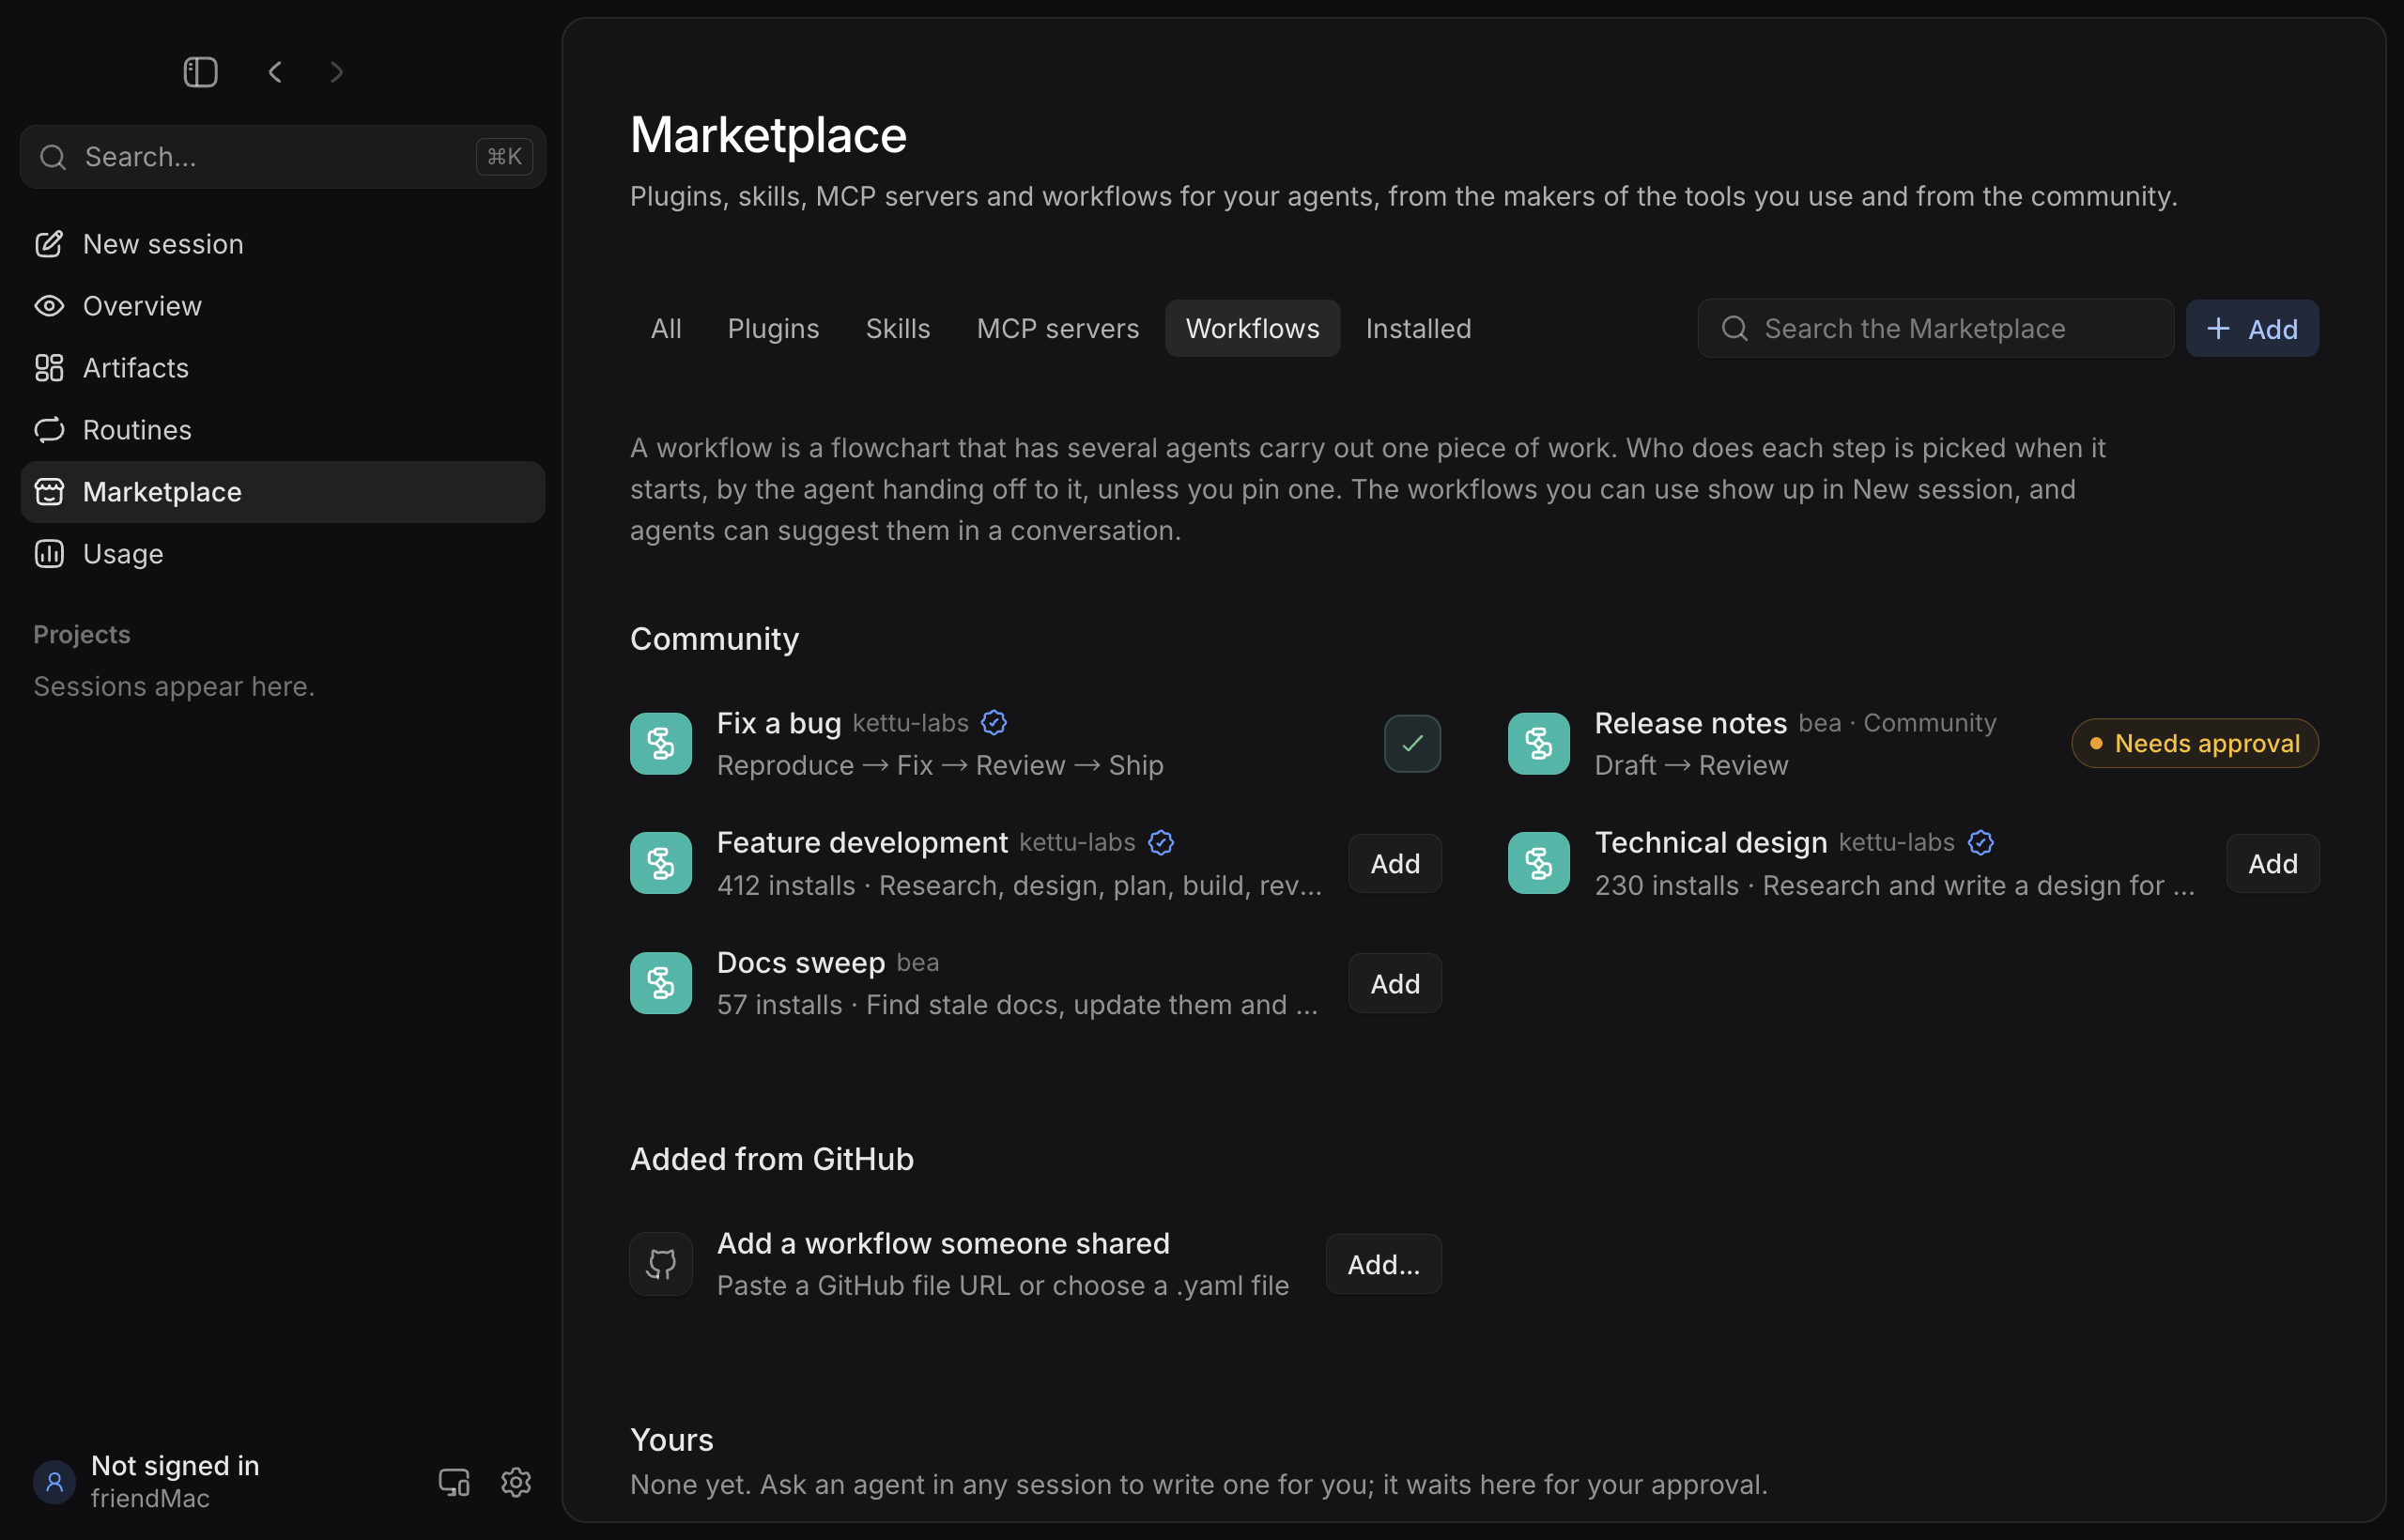 Search...
⌘K
New session
Overview
Artifacts
Routines
Marketplace
Usage
Projects
Sessions appear here.
Not signed in
friendMac
Marketplace
Plugins, skills, MCP servers and workflows for your agents, from the makers of the tools you use and from the community.
All Plugins Skills MCP servers Workflows Installed
Search the Marketplace
+ Add
A workflow is a flowchart that has several agents carry out one piece of work. Who does each step is picked when it
starts, by the agent handing off to it, unless you pin one. The workflows you can use show up in New session, and
agents can suggest them in a conversation.
Community
Fix a bug kettu-labs
Reproduce → Fix → Review → Ship
Release notes bea · Community
Draft → Review
Needs approval
Feature development kettu-labs
412 installs · Research, design, plan, build, rev...
Add
Technical design kettu-labs
230 installs · Research and write a design for ...
Add
Docs sweep bea
57 installs · Find stale docs, update them and ...
Add
Added from GitHub
Add a workflow someone shared
Paste a GitHub file URL or choose a .yaml file
Add...
Yours
None yet. Ask an agent in any session to write one for you; it waits here for your approval.